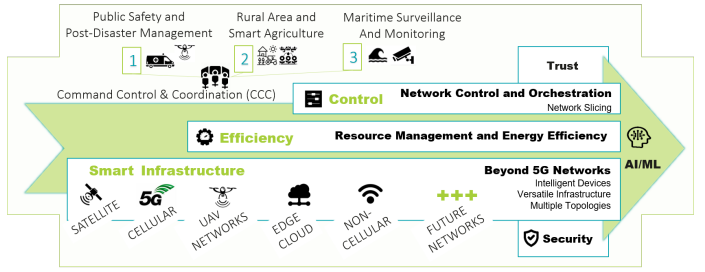 Public Safety and
Post-Disaster Management
Rural Area and
Smart Agriculture
Maritime Surveillance
And Monitoring
1
2
3
Trust
Command Control & Coordination (CCC)
Control
Network Control and Orchestration
Network Slicing
Efficiency
Resource Management and Energy Efficiency
AI/ML
Smart Infrastructure
Beyond 5G Networks
Intelligent Devices
Versatile Infrastructure
Multiple Topologies
5G
+++
SATELLITE
CELLULAR
UAV
NETWORKS
EDGE
CLOUD
NON-
CELLULAR
FUTURE
NETWORKS
Security